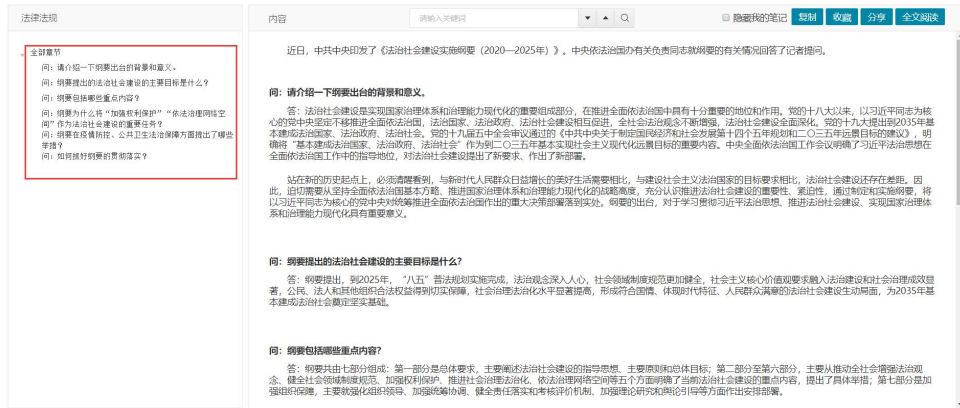 法律法规
全部章节
问：请介绍一下纲要出台的背景和意义。
问：纲要提出的法治社会建设的主要目标是什么？
问：纲要包括哪些重点内容？
问：纲要为什么将“加强权利保护”“依法治理网络空
间”作为法治社会建设的重要任务？
问：纲要在疫情防控、公共卫生法治保障方面提出了哪些
举措？
问：如何抓好纲要的贯彻落实？
内容
请输入关键词
隐藏我的笔记
复制
收藏
分享
全文阅读
近日，中共中央印发了《法治社会建设实施纲要（2020—2025年）》。中央依法治国办有关负责同志就纲要的有关情况回答了记者提问。
问：请介绍一下纲要出台的背景和意义。
答：法治社会建设是实现国家治理体系和治理能力现代化的重要组成部分，在推进全面依法治国中具有十分重要的地位和作用。党的十八大以来，以习近平同志为核
心的党中央坚定不移推进全面依法治国，法治国家、法治政府、法治社会建设相互促进，全社会法治观念不断增强，法治社会建设全面深化。党的十九大提出到2035年基
本建成法治国家、法治政府、法治社会。党的十九届五中全会审议通过的《中共中央关于制定国民经济和社会发展第十四个五年规划和二〇三五年远景目标的建议》，明
确将“基本建成法治国家、法治政府、法治社会”作为到二〇三五年基本实现社会主义现代化远景目标的重要内容。中央全面依法治国工作会议明确了习近平法治思想在
全面依法治国工作中的指导地位，对法治社会建设提出了新要求、作出了新部署。
站在新的历史起点上，必须清醒看到，与新时代人民群众日益增长的美好生活需要相比，与建设社会主义法治国家的目标要求相比，法治社会建设还存在差距。因
此，迫切需要从坚持全面依法治国基本方略、推进国家治理体系和治理能力现代化的战略高度，充分认识推进法治社会建设的重要性、紧迫性，通过制定和实施纲要，将
以习近平同志为核心的党中央对统筹推进全面依法治国作出的重大决策部署落到实处。纲要的出台，对于学习贯彻习近平法治思想、推进法治社会建设、实现国家治理体
系和治理能力现代化具有重要意义。
问：纲要提出的法治社会建设的主要目标是什么？
答：纲要提出，到2025年，“八五”普法规划实施完成，法治观念深入人心，社会领域制度规范更加健全，社会主义核心价值观要求融入法治建设和社会治理成效显
著，公民、法人和其他组织合法权益得到切实保障，社会治理法治化水平显著提高，形成符合国情、体现时代特征、人民群众满意的法治社会建设生动局面，为2035年基
本建成法治社会奠定坚实基础。
问：纲要包括哪些重点内容？
答：纲要共由七部分组成：第一部分是总体要求，主要阐述法治社会建设的指导思想、主要原则和总体目标；第二部分至第六部分，主要从推动全社会增强法治观
念、健全社会领域制度规范、加强权利保护、推进社会治理法治化、依法治理网络空间等五个方面明确了当前法治社会建设的重点内容，提出了具体举措；第七部分是加
强组织保障，主要就强化组织领导、加强统筹协调、健全责任落实和考核评价机制、加强理论研究和舆论引导等方面作出安排部署。